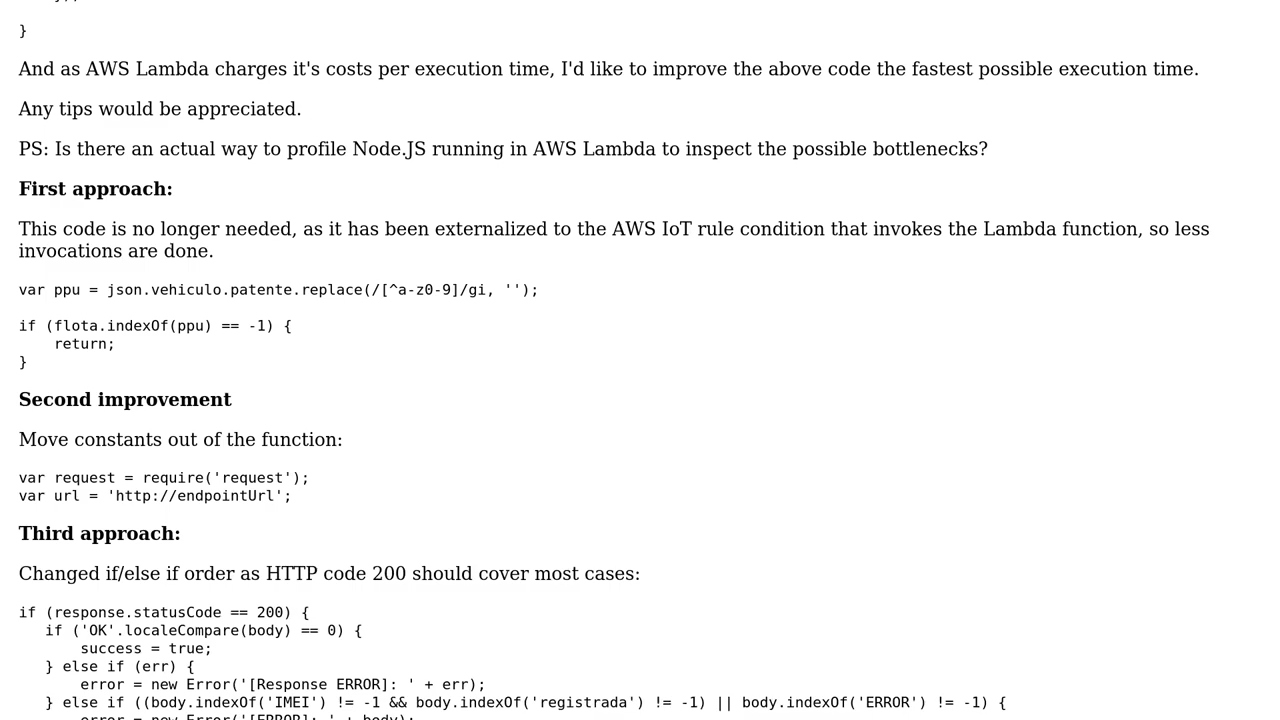 }
And as AWS Lambda charges it's costs per execution time, I'd like to improve the above code the fastest possible execution time.
Any tips would be appreciated.
PS: Is there an actual way to profile Node.JS running in AWS Lambda to inspect the possible bottlenecks?
First approach:
This code is no longer needed, as it has been externalized to the AWS IoT rule condition that invokes the Lambda function, so less
invocations are done.
var ppu = json.vehiculo.patente.replace(/[^a-z0-9]/gi, '');
if (flota.indexOf(ppu) == -1) {
    return;
}
Second improvement
Move constants out of the function:
var request = require('request');
var url = 'http://endpointUrl';
Third approach:
Changed if/else if order as HTTP code 200 should cover most cases:
if (response.statusCode == 200) {
   if ('OK'.localeCompare(body) == 0) {
       success = true;
   } else if (err) {
       error = new Error('[Response ERROR]: ' + err);
   } else if ((body.indexOf('IMEI') != -1 && body.indexOf('registrada') != -1) || body.indexOf('ERROR') != -1) {
       error = new Error('[ERROR]: ' + body);